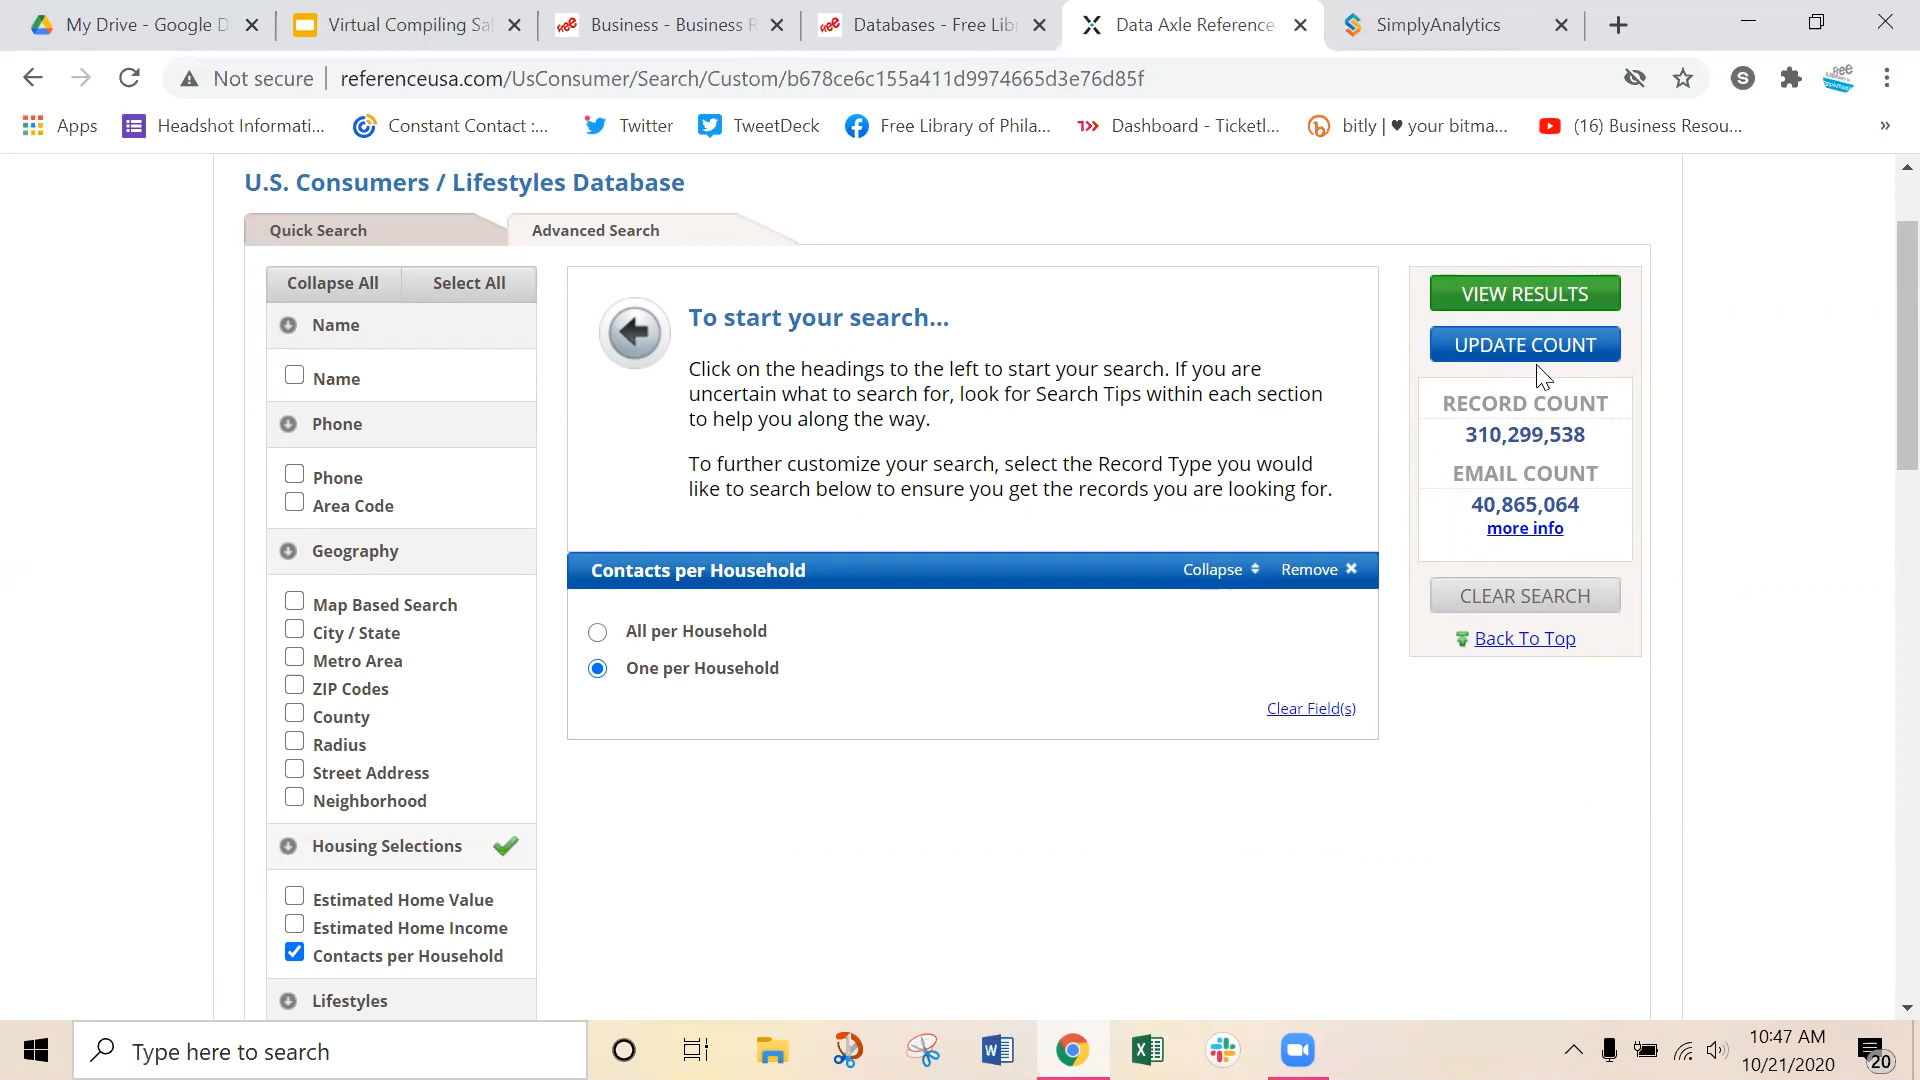 My Drive - Google D
Virtual Compiling Sal
Business - Business R
Databases - Free Libr
Data Axle Reference
SimplyAnalytics
Not secure
referenceusa.com/UsConsumer/Search/Custom/b678ce6c155a411d9974665d3e76d85f
S
Apps
Headshot Informati...
Constant Contact :...
Twitter
TweetDeck
Free Library of Phila...
Dashboard - Ticketl...
bitly | ♥ your bitma...
(16) Business Resou...
»
U.S. Consumers / Lifestyles Database
Quick Search
Advanced Search
Collapse All
Select All
Name
Name
Phone
Phone
Area Code
Geography
Map Based Search
City / State
Metro Area
ZIP Codes
County
Radius
Street Address
Neighborhood
Housing Selections
Estimated Home Value
Estimated Home Income
Contacts per Household
Lifestyles
To start your search...
Click on the headings to the left to start your search. If you are
uncertain what to search for, look for Search Tips within each section
to help you along the way.
To further customize your search, select the Record Type you would
like to search below to ensure you get the records you are looking for.
Contacts per Household
Collapse
Remove
All per Household
One per Household
Clear Field(s)
VIEW RESULTS
UPDATE COUNT
RECORD COUNT
310,299,538
EMAIL COUNT
40,865,064
more info
CLEAR SEARCH
Back To Top
Type here to search
10:47 AM
10/21/2020
20